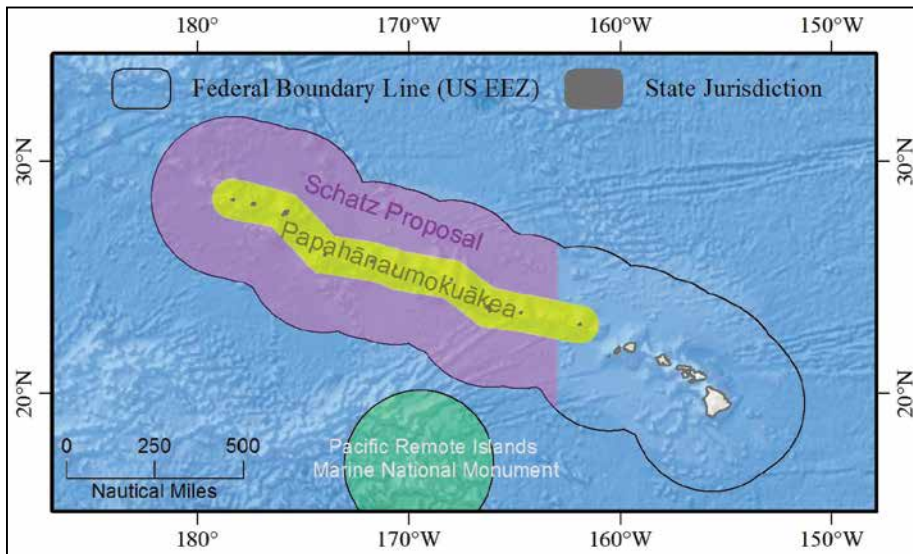 180° 170°W 160°W 150°W
Federal Boundary Line (US EEZ) State Jurisdiction
30°N 30°N
Schatz Proposal
Papahānaumokuākea
20°N 20°N
0 250 500
Nautical Miles
Pacific Remote Islands
Marine National Monument
180° 170°W 160°W 150°W